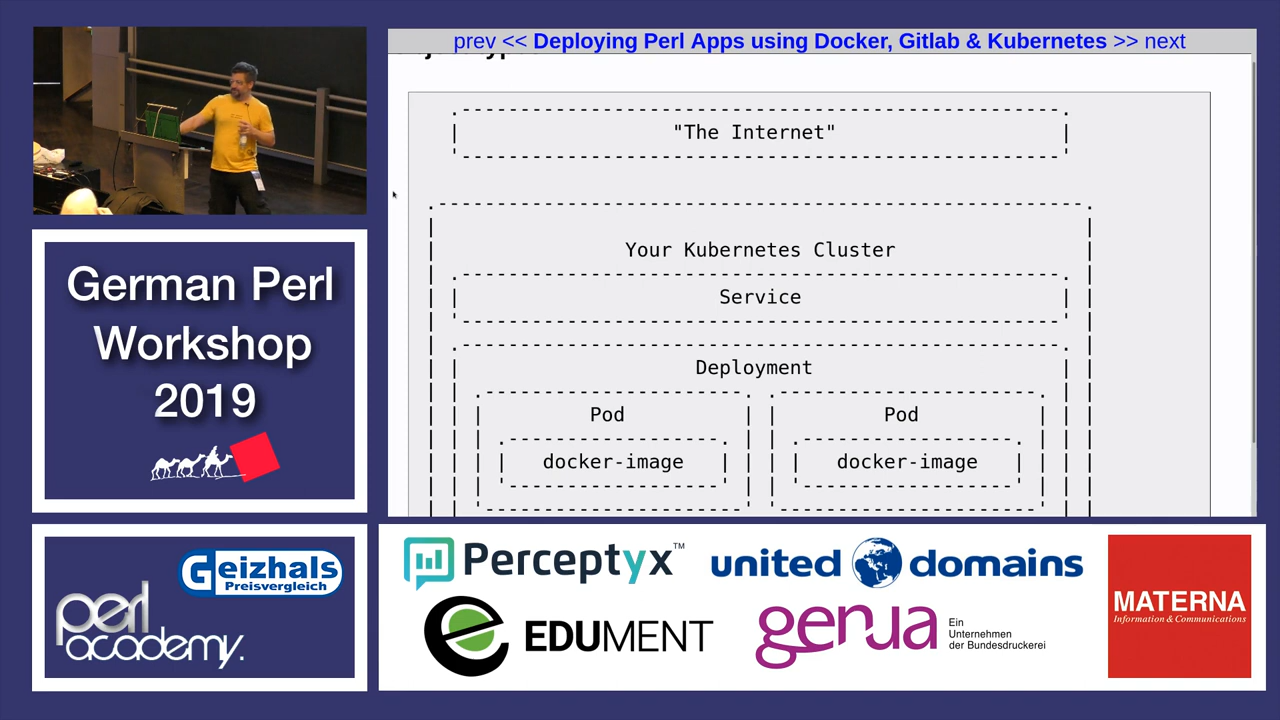 prev << Deploying Perl Apps using Docker, Gitlab & Kubernetes >> next
"The Internet"
Your Kubernetes Cluster
Service
Deployment
Pod Pod
docker-image docker-image
German Perl
Workshop
2019
Geizhals
Preisvergleich
perl
academy.
Perceptyx™
united domains
EDUMENT
genua
Ein
Unternehmen
der Bundesdruckerei
MATERNA
Information & Communications